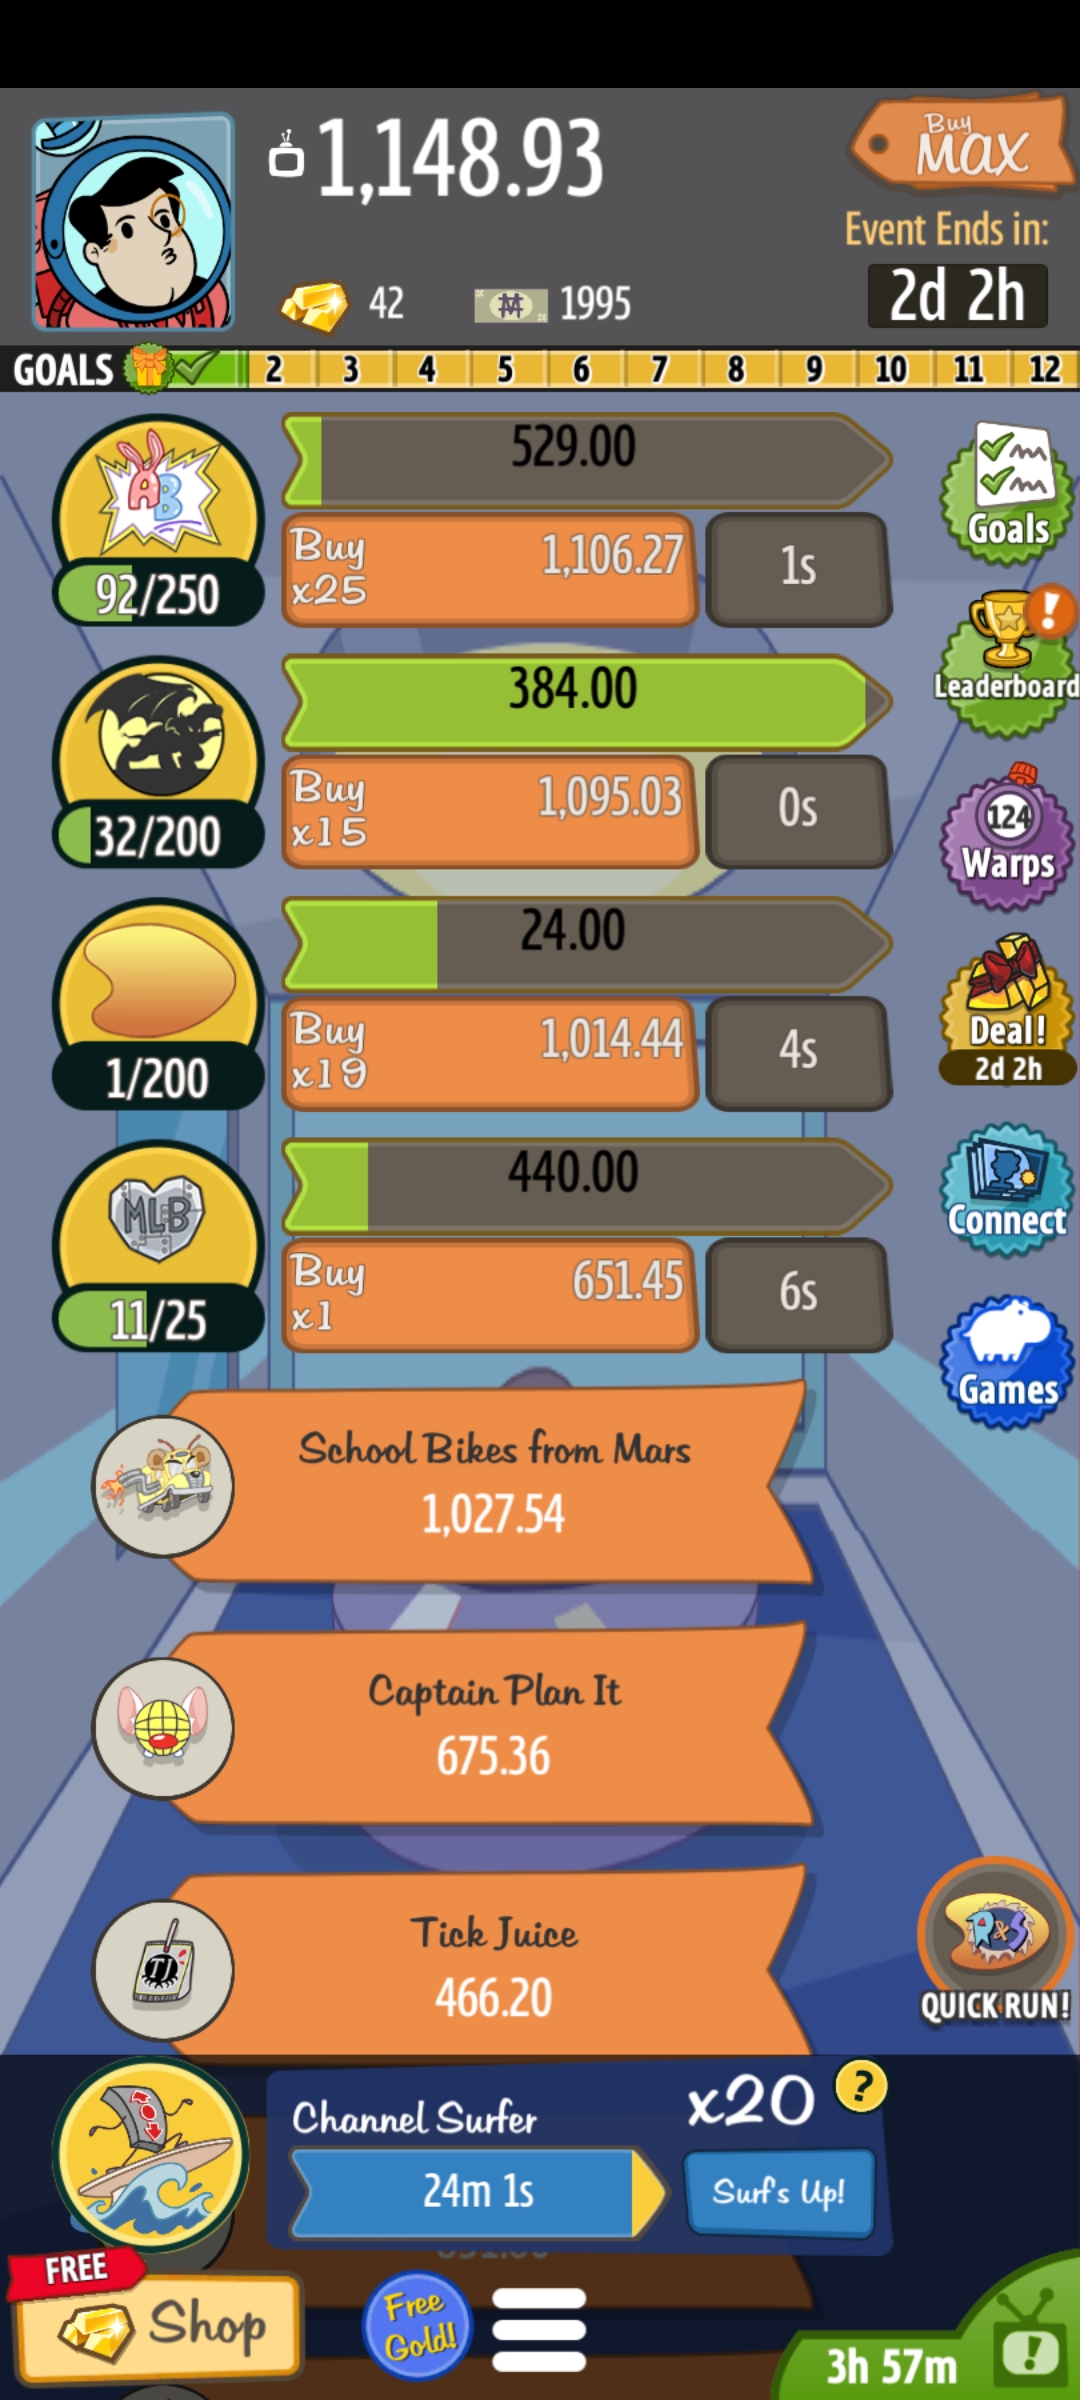 1,148.93
Buy
MAX
Event Ends in:
42
1995
2d 2h
GOALS 2 3 4 5 6 7 8 9 10 11 12
AB
529.00
92/250
Buy
x25
1,106.27
1s
Goals
384.00
32/200
Buy
x15
1,095.03
0s
Leaderboard
124
Warps
24.00
1/200
Buy
x19
1,014.44
4s
Deal!
2d 2h
MLB
440.00
11/25
Buy
x1
651.45
6s
Connect
Games
School Bikes from Mars
1,027.54
Captain Plan It
675.36
TJ
Tick Juice
466.20
R&S
QUICK RUN!
Channel Surfer
x20
?
24m 1s
Surf's Up!
FREE
Shop
Free
Gold!
3h 57m